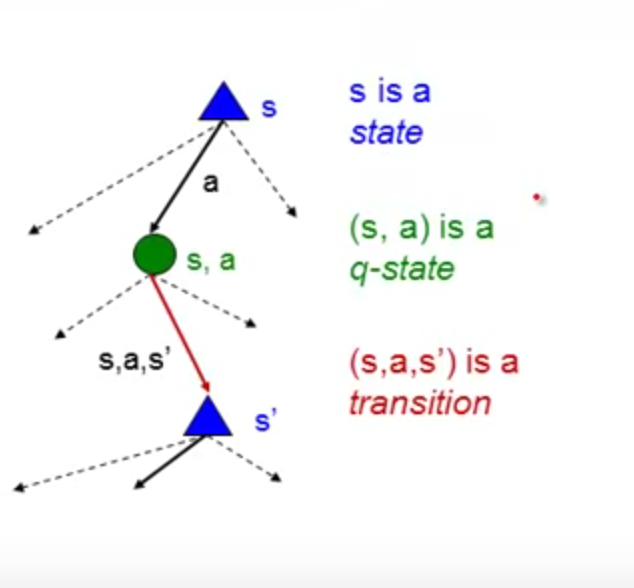 s
s is a
state
a
(s, a) is a
q-state
s, a
s,a,s’
(s,a,s’) is a
transition
s’